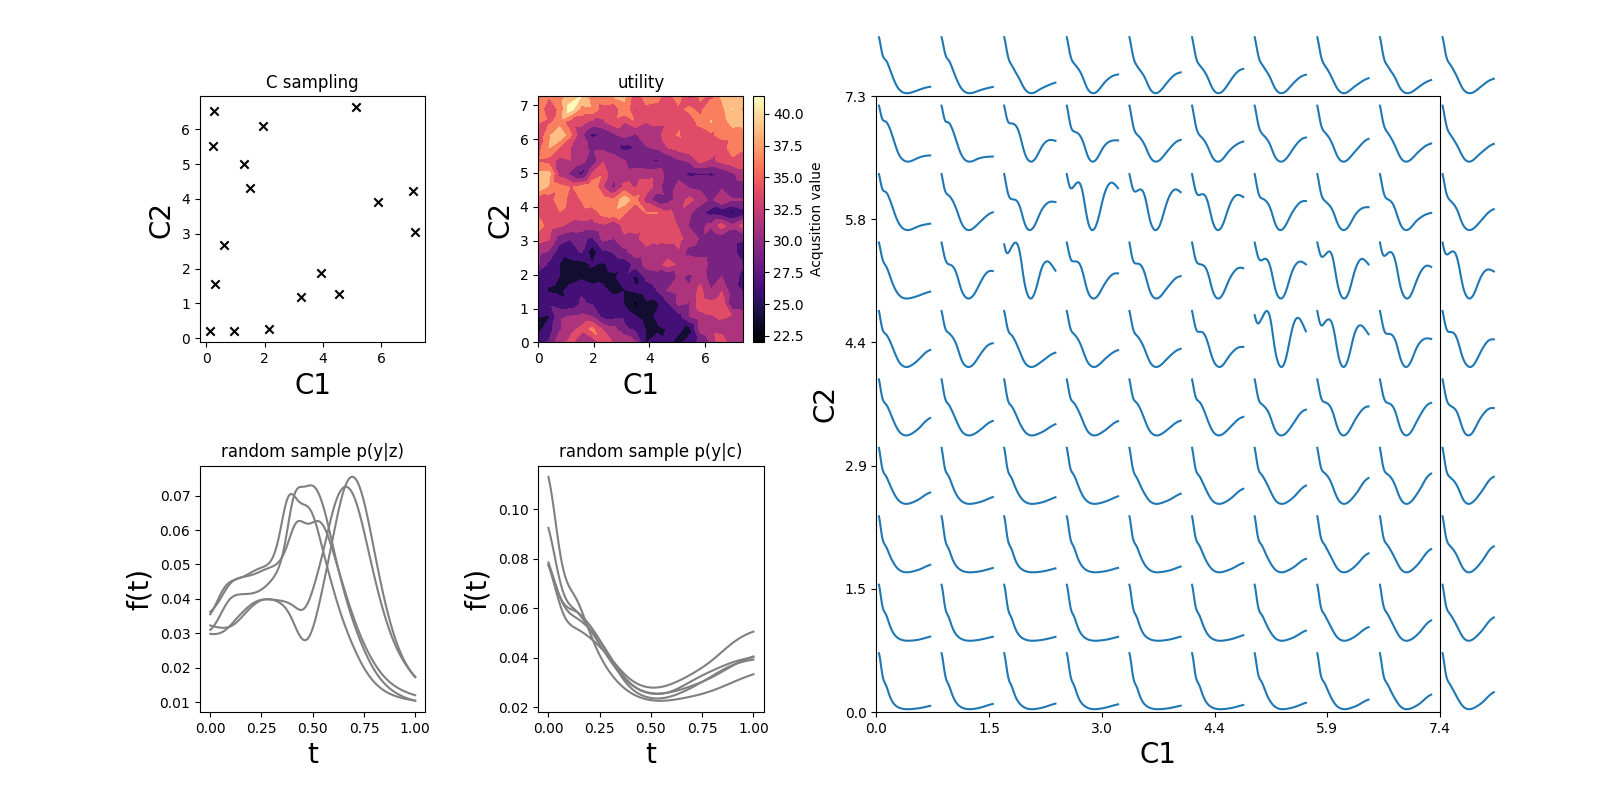 C sampling
C2
6
5
4
3
2
1
0
0 2 4 6
C1
utility
C2
7
6
5
4
3
2
1
0
0 2 4 6
C1
40.0
37.5
35.0
32.5
30.0
27.5
25.0
22.5
Acqusition value
random sample p(y|z)
f(t)
0.07
0.06
0.05
0.04
0.03
0.02
0.01
0.00 0.25 0.50 0.75 1.00
t
random sample p(y|c)
f(t)
0.10
0.08
0.06
0.04
0.02
0.00 0.25 0.50 0.75 1.00
t
C2
7.3
5.8
4.4
2.9
1.5
0.0
0.0 1.5 3.0 4.4 5.9 7.4
C1